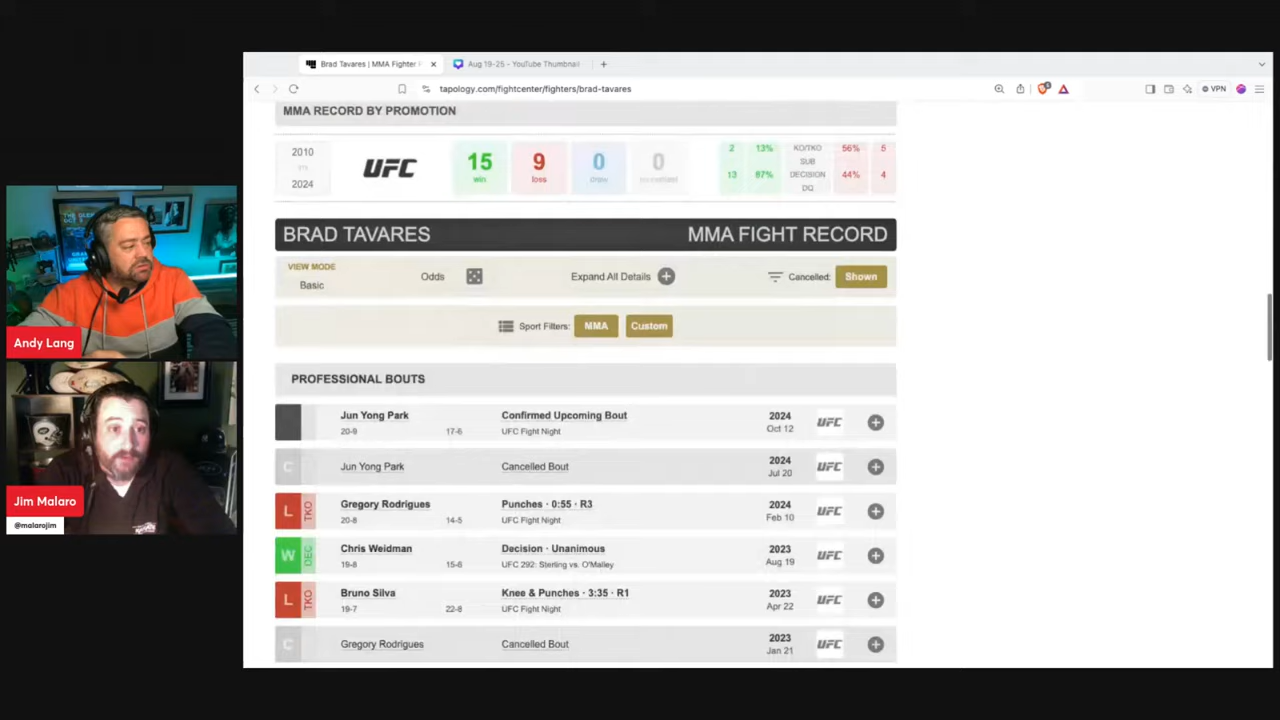 Brad Tavares | MMA Fighter
Aug 19-25 - YouTube Thumbnail
tapology.com/fightcenter/fighters/brad-tavares
VPN
MMA RECORD BY PROMOTION
2010
2024
UFC
15
win
9
loss
0
draw
0
2 13% KO/TKO 56% 5
SUB
13 87% DECISION 44% 4
DQ
BRAD TAVARES MMA FIGHT RECORD
VIEW MODE
Basic
Odds
Expand All Details
Cancelled: Shown
Sport Filters: MMA Custom
PROFESSIONAL BOUTS
Jun Yong Park Confirmed Upcoming Bout 2024 UFC
20-9 17-6 UFC Fight Night Oct 12
C Jun Yong Park Cancelled Bout 2024 UFC
Jul 20
L TKO Gregory Rodrigues Punches · 0:55 · R3 2024 UFC
20-8 14-5 UFC Fight Night Feb 10
W DEC Chris Weidman Decision · Unanimous 2023 UFC
19-8 15-6 UFC 292: Sterling vs. O'Malley Aug 19
L TKO Bruno Silva Knee & Punches · 3:35 · R1 2023 UFC
19-7 22-8 UFC Fight Night Apr 22
C Gregory Rodrigues Cancelled Bout 2023 UFC
Jan 21
Andy Lang
Jim Malaro
@malarojim